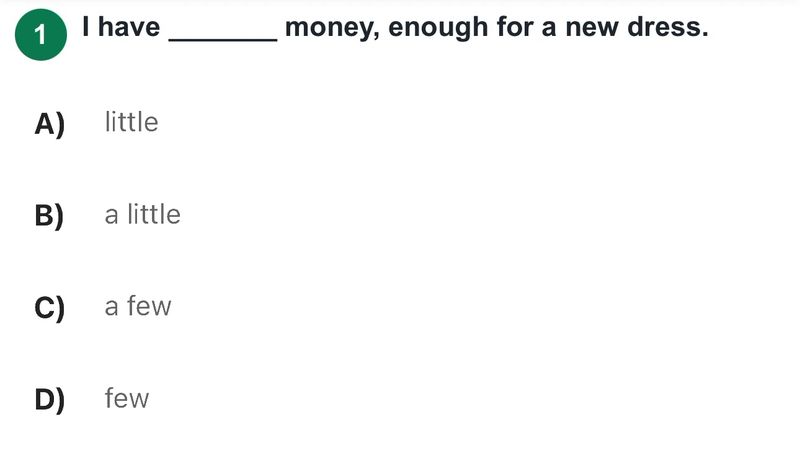 1 I have _______ money, enough for a new dress.
A) little
B) a little
C) a few
D) few